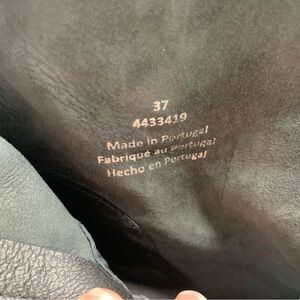 37
4433419
Made in Portugal
Fabriqué au Portugal
Hecho en Portugal